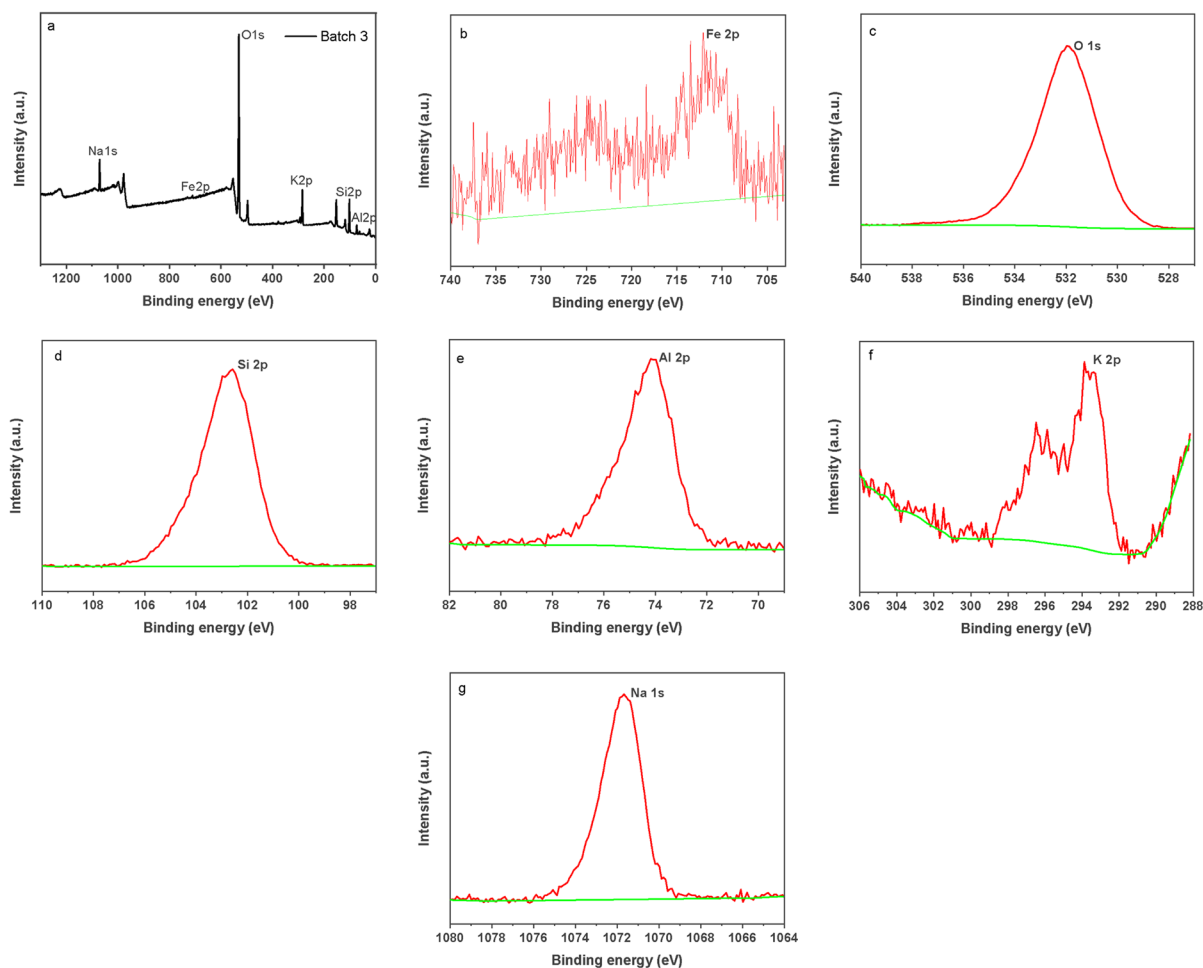 a
O1s
Batch 3
Na1s
Fe2p
K2p
Si2p
Al2p
Intensity (a.u.)
1200 1000 800 600 400 200 0
Binding energy (eV)
b
Fe 2p
Intensity (a.u.)
740 735 730 725 720 715 710 705
Binding energy (eV)
c
O 1s
Intensity (a.u.)
540 538 536 534 532 530 528
Binding energy (eV)
d
Si 2p
Intensity (a.u.)
110 108 106 104 102 100 98
Binding energy (eV)
e
Al 2p
Intensity (a.u.)
82 80 78 76 74 72 70
Binding energy (eV)
f
K 2p
Intensity (a.u.)
306 304 302 300 298 296 294 292 290 288
Binding energy (eV)
g
Na 1s
Intensity (a.u.)
1080 1078 1076 1074 1072 1070 1068 1066 1064
Binding energy (eV)